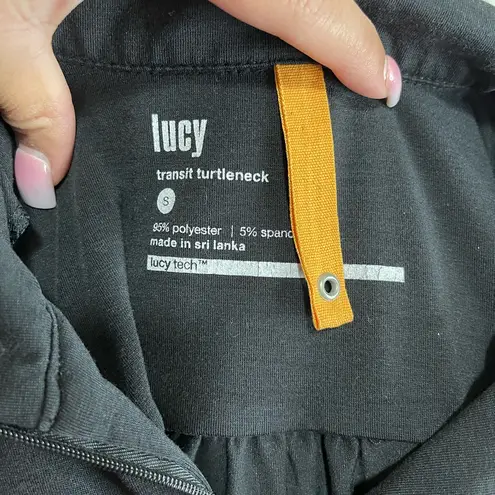 lucy
transit turtleneck
S
95% polyester | 5% spand
made in sri lanka
lucy tech™